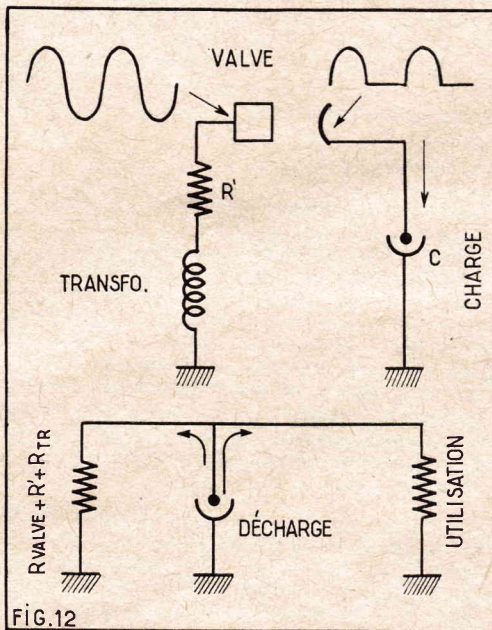 VALVE
R'
TRANSFO.
C
CHARGE
RVALVE + R' + RTR
DÉCHARGE
UTILISATION
FIG.12